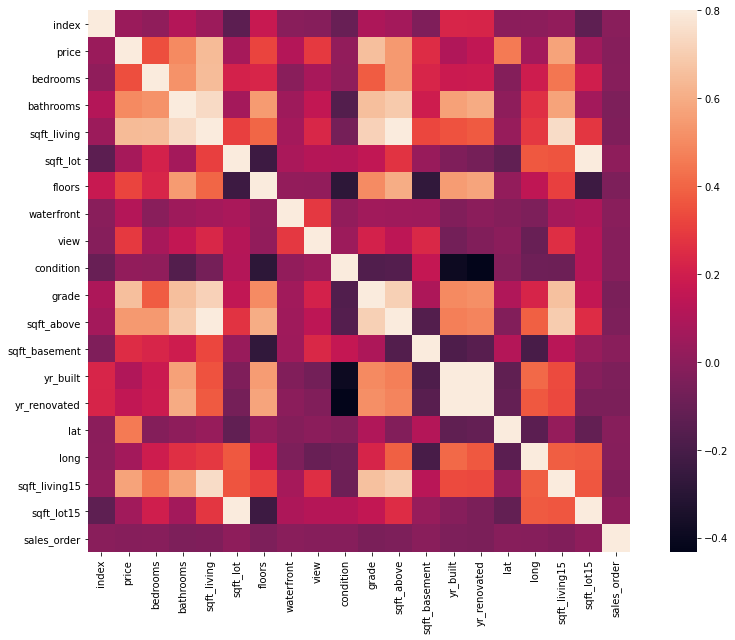 index
price
bedrooms
bathrooms
sqft_living
sqft_lot
floors
waterfront
view
condition
grade
sqft_above
sqft_basement
yr_built
yr_renovated
lat
long
sqft_living15
sqft_lot15
sales_order
index
price
bedrooms
bathrooms
sqft_living
sqft_lot
floors
waterfront
view
condition
grade
sqft_above
sqft_basement
yr_built
yr_renovated
lat
long
sqft_living15
sqft_lot15
sales_order
0.8
0.6
0.4
0.2
0.0
−0.2
−0.4